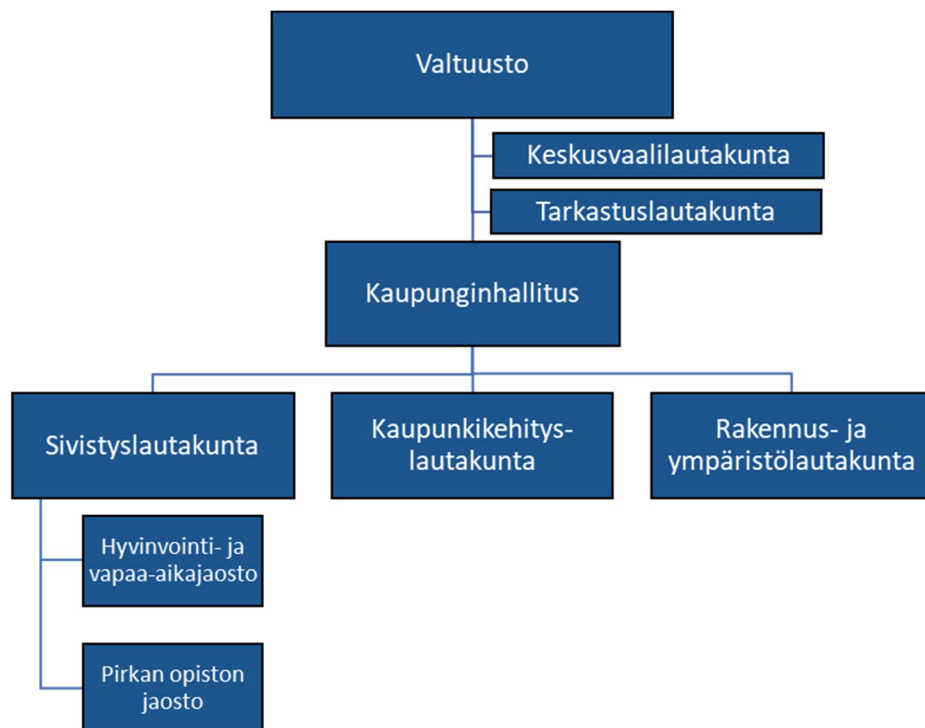 Valtuusto
Keskusvaalilautakunta
Tarkastuslautakunta
Kaupunginhallitus
Sivistyslautakunta
Kaupunkikehitys-
lautakunta
Rakennus- ja
ympäristölautakunta
Hyvinvointi- ja
vapaa-aikajaosto
Pirkan opiston
jaosto